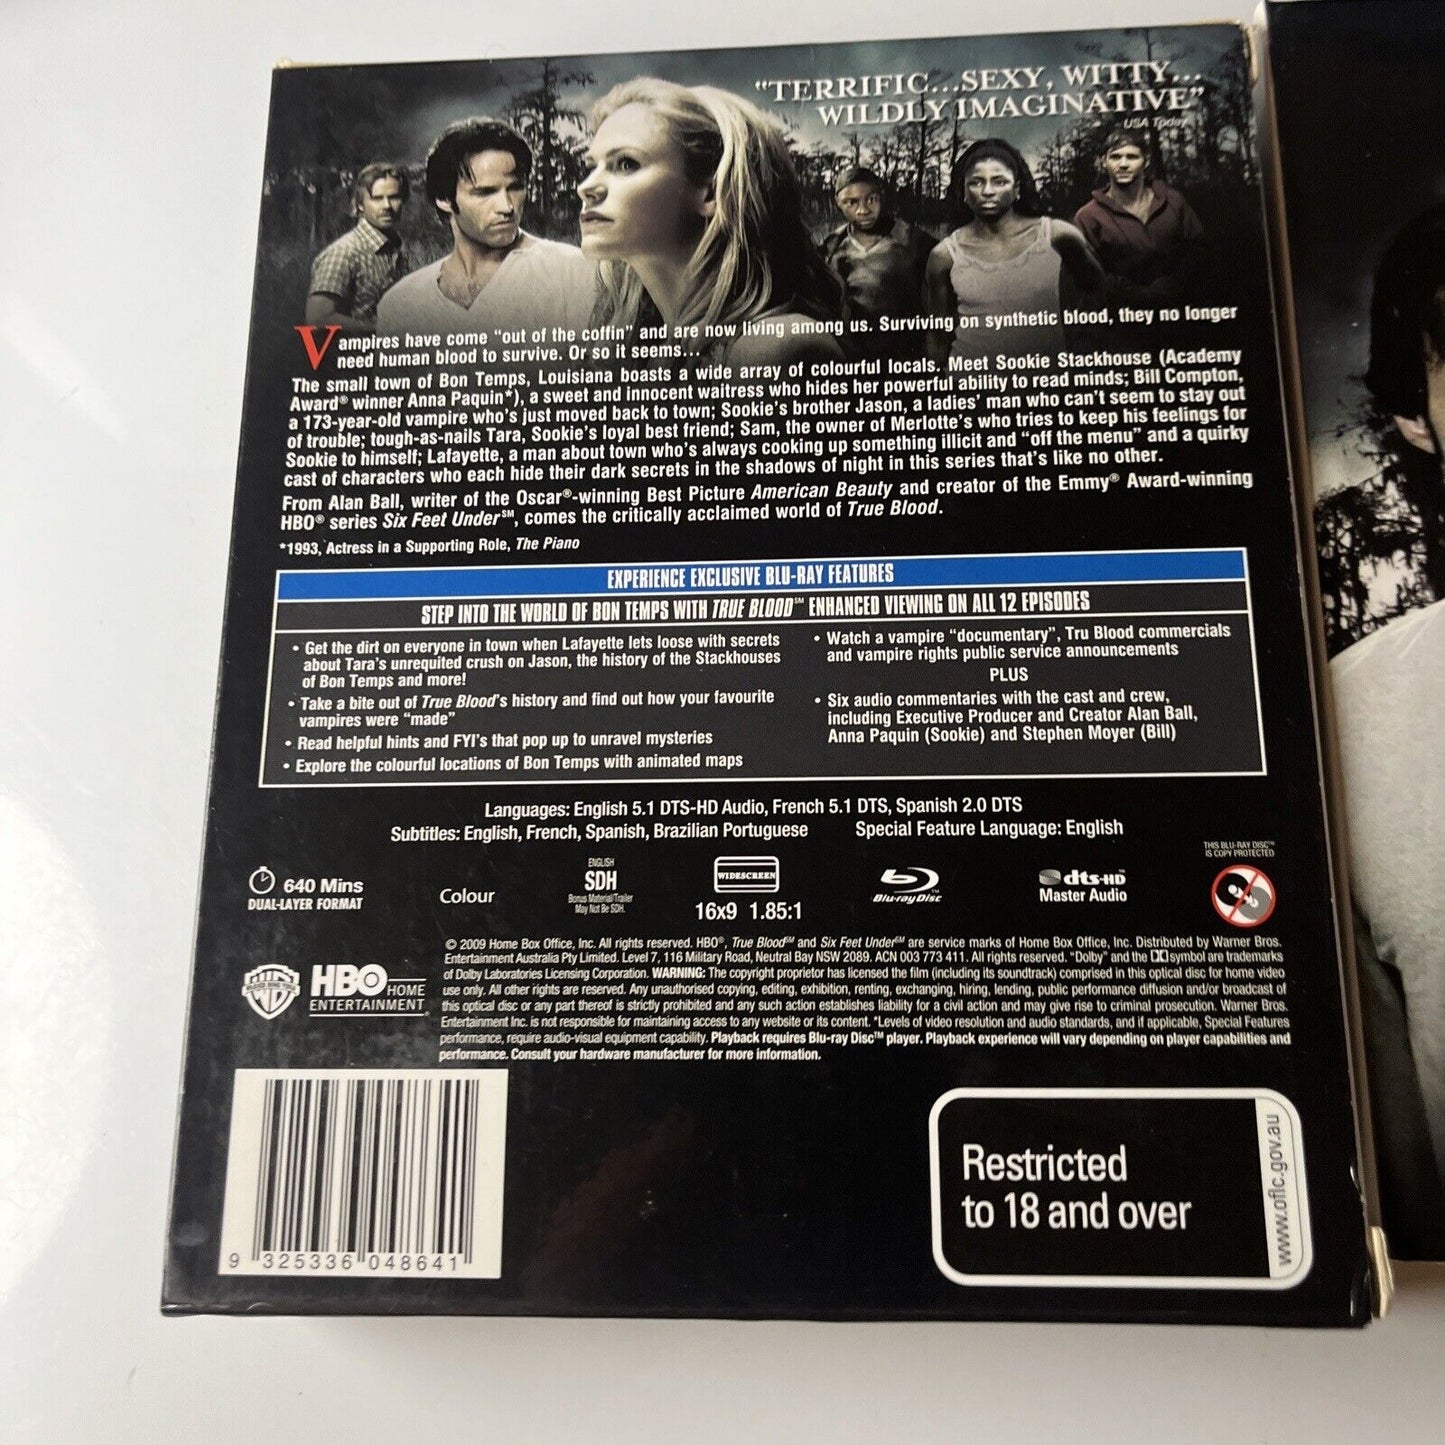 "TERRIFIC...SEXY, WITTY...
WILDLY IMAGINATIVE"
USA Today
Vampires have come "out of the coffin" and are now living among us. Surviving on synthetic blood, they no longer
need human blood to survive. Or so it seems...
The small town of Bon Temps, Louisiana boasts a wide array of colourful locals. Meet Sookie Stackhouse (Academy
Award® winner Anna Paquin*), a sweet and innocent waitress who hides her powerful ability to read minds; Bill Compton,
a 173-year-old vampire who's just moved back to town; Sookie's brother Jason, a ladies' man who can't seem to stay out
of trouble; tough-as-nails Tara, Sookie's loyal best friend; Sam, the owner of Merlotte's who tries to keep his feelings for
Sookie to himself; Lafayette, a man about town who's always cooking up something illicit and "off the menu" and a quirky
cast of characters who each hide their dark secrets in the shadows of night in this series that's like no other.
From Alan Ball, writer of the Oscar®-winning Best Picture American Beauty and creator of the Emmy® Award-winning
HBO® series Six Feet Under℠, comes the critically acclaimed world of True Blood.
*1993, Actress in a Supporting Role, The Piano
EXPERIENCE EXCLUSIVE BLU-RAY FEATURES
STEP INTO THE WORLD OF BON TEMPS WITH TRUE BLOOD℠ ENHANCED VIEWING ON ALL 12 EPISODES
• Get the dirt on everyone in town when Lafayette lets loose with secrets
about Tara's unrequited crush on Jason, the history of the Stackhouses
of Bon Temps and more!
• Take a bite out of True Blood's history and find out how your favourite
vampires were "made"
• Read helpful hints and FYI's that pop up to unravel mysteries
• Explore the colourful locations of Bon Temps with animated maps
• Watch a vampire "documentary", Tru Blood commercials
and vampire rights public service announcements
PLUS
• Six audio commentaries with the cast and crew,
including Executive Producer and Creator Alan Ball,
Anna Paquin (Sookie) and Stephen Moyer (Bill)
Languages: English 5.1 DTS-HD Audio, French 5.1 DTS, Spanish 2.0 DTS
Subtitles: English, French, Spanish, Brazilian Portuguese Special Feature Language: English
THIS BLU-RAY DISC™
IS COPY PROTECTED
640 Mins
DUAL-LAYER FORMAT
Colour
ENGLISH
SDH
Bonus Material/Trailer
May Not Be SDH.
WIDESCREEN
16x9 1.85:1
Blu-ray Disc™
dts-HD
Master Audio
WB
HBO HOME
ENTERTAINMENT
© 2009 Home Box Office, Inc. All rights reserved. HBO®, True Blood℠ and Six Feet Under℠ are service marks of Home Box Office, Inc. Distributed by Warner Bros.
Entertainment Australia Pty Limited. Level 7, 116 Military Road, Neutral Bay NSW 2089. ACN 003 773 411. All rights reserved. "Dolby" and the DD symbol are trademarks
of Dolby Laboratories Licensing Corporation. WARNING: The copyright proprietor has licensed the film (including its soundtrack) comprised in this optical disc for home video
use only. All other rights are reserved. Any unauthorised copying, editing, exhibition, renting, exchanging, hiring, lending, public performance diffusion and/or broadcast of
this optical disc or any part thereof is strictly prohibited and any such action establishes liability for a civil action and may give rise to criminal prosecution. Warner Bros.
Entertainment Inc. is not responsible for maintaining access to any website or its content. *Levels of video resolution and audio standards, and if applicable, Special Features
performance, require audio-visual equipment capability. Playback requires Blu-ray Disc™ player. Playback experience will vary depending on player capabilities and
performance. Consult your hardware manufacturer for more information.
9 325336 048641
Restricted
to 18 and over
www.oflc.gov.au